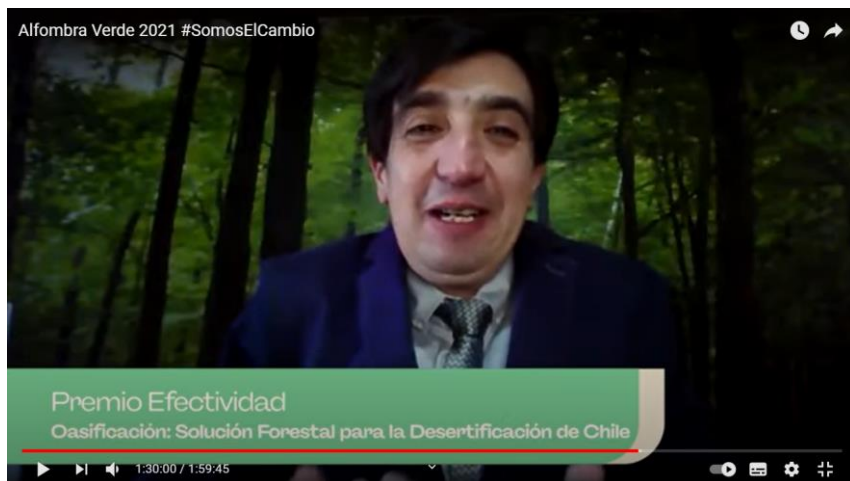 Alfombra Verde 2021 #SomosElCambio
Premio Efectividad
Oasificación: Solución Forestal para la Desertificación de Chile
1:30:00 / 1:59:45